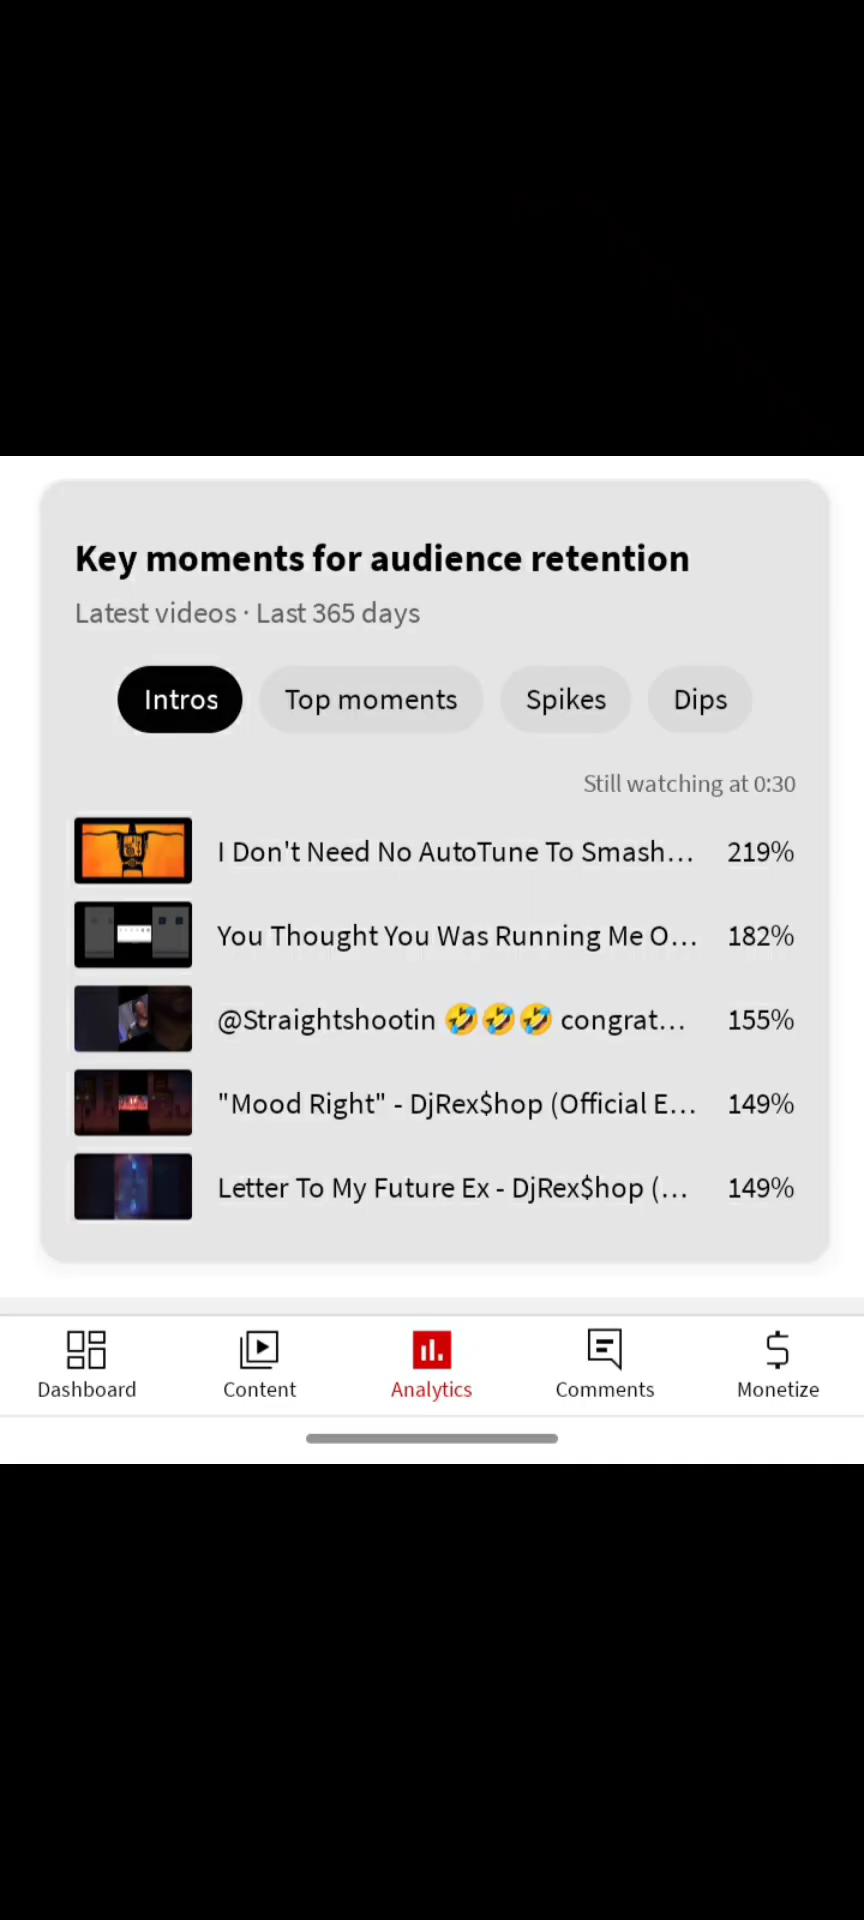 Key moments for audience retention
Latest videos · Last 365 days
Intros Top moments Spikes Dips
Still watching at 0:30
I Don't Need No AutoTune To Smash... 219%
You Thought You Was Running Me O... 182%
@Straightshootin 🤣🤣🤣 congrat... 155%
"Mood Right" - DjRex$hop (Official E... 149%
Letter To My Future Ex - DjRex$hop (... 149%
Dashboard Content Analytics Comments Monetize